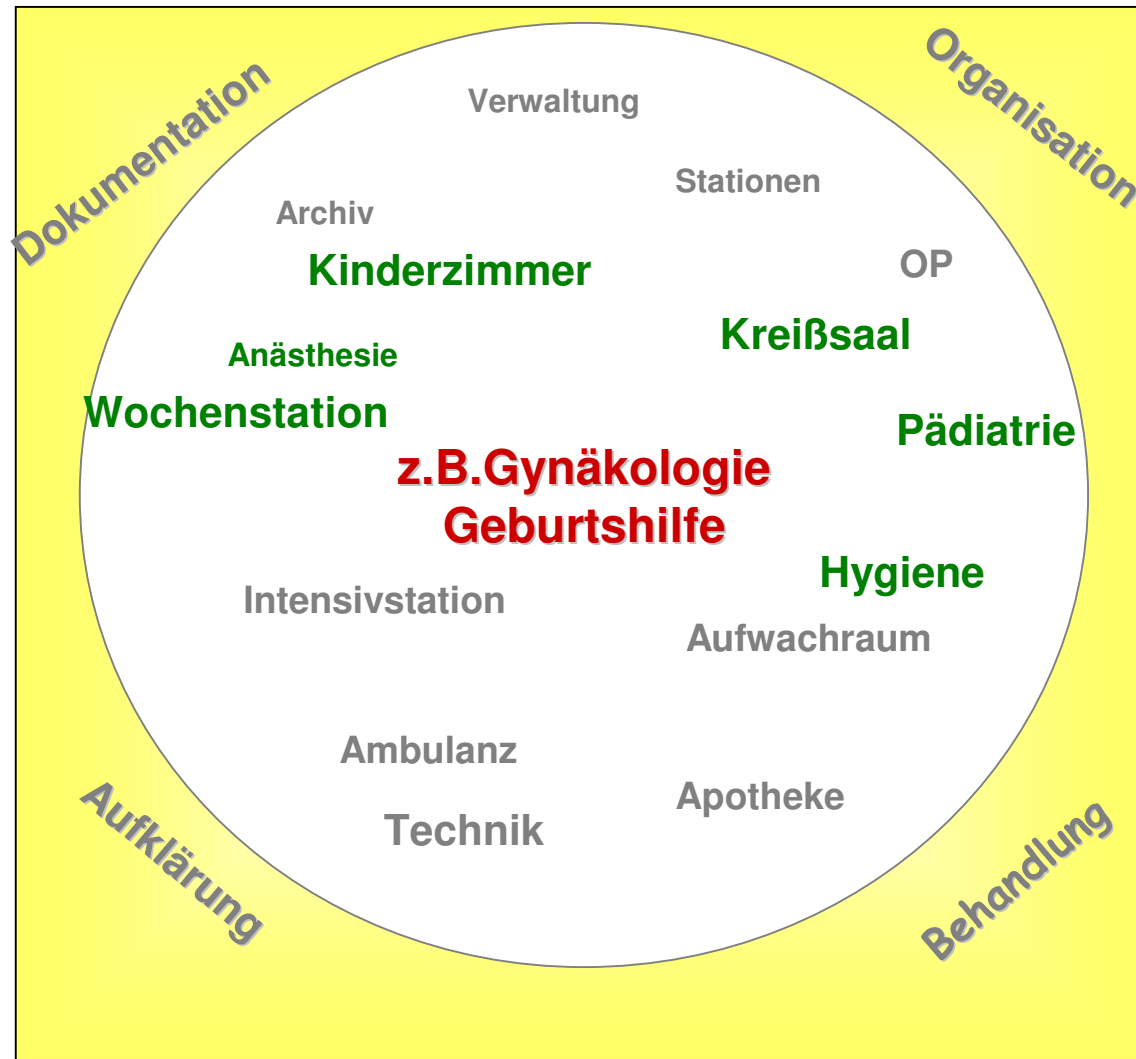 Dokumentation
Organisation
Verwaltung
Stationen
Archiv
Kinderzimmer
OP
Kreißsaal
Anästhesie
Wochenstation
Pädiatrie
z.B.Gynäkologie
Geburtshilfe
Hygiene
Intensivstation
Aufwachraum
Ambulanz
Apotheke
Technik
Aufklärung
Behandlung